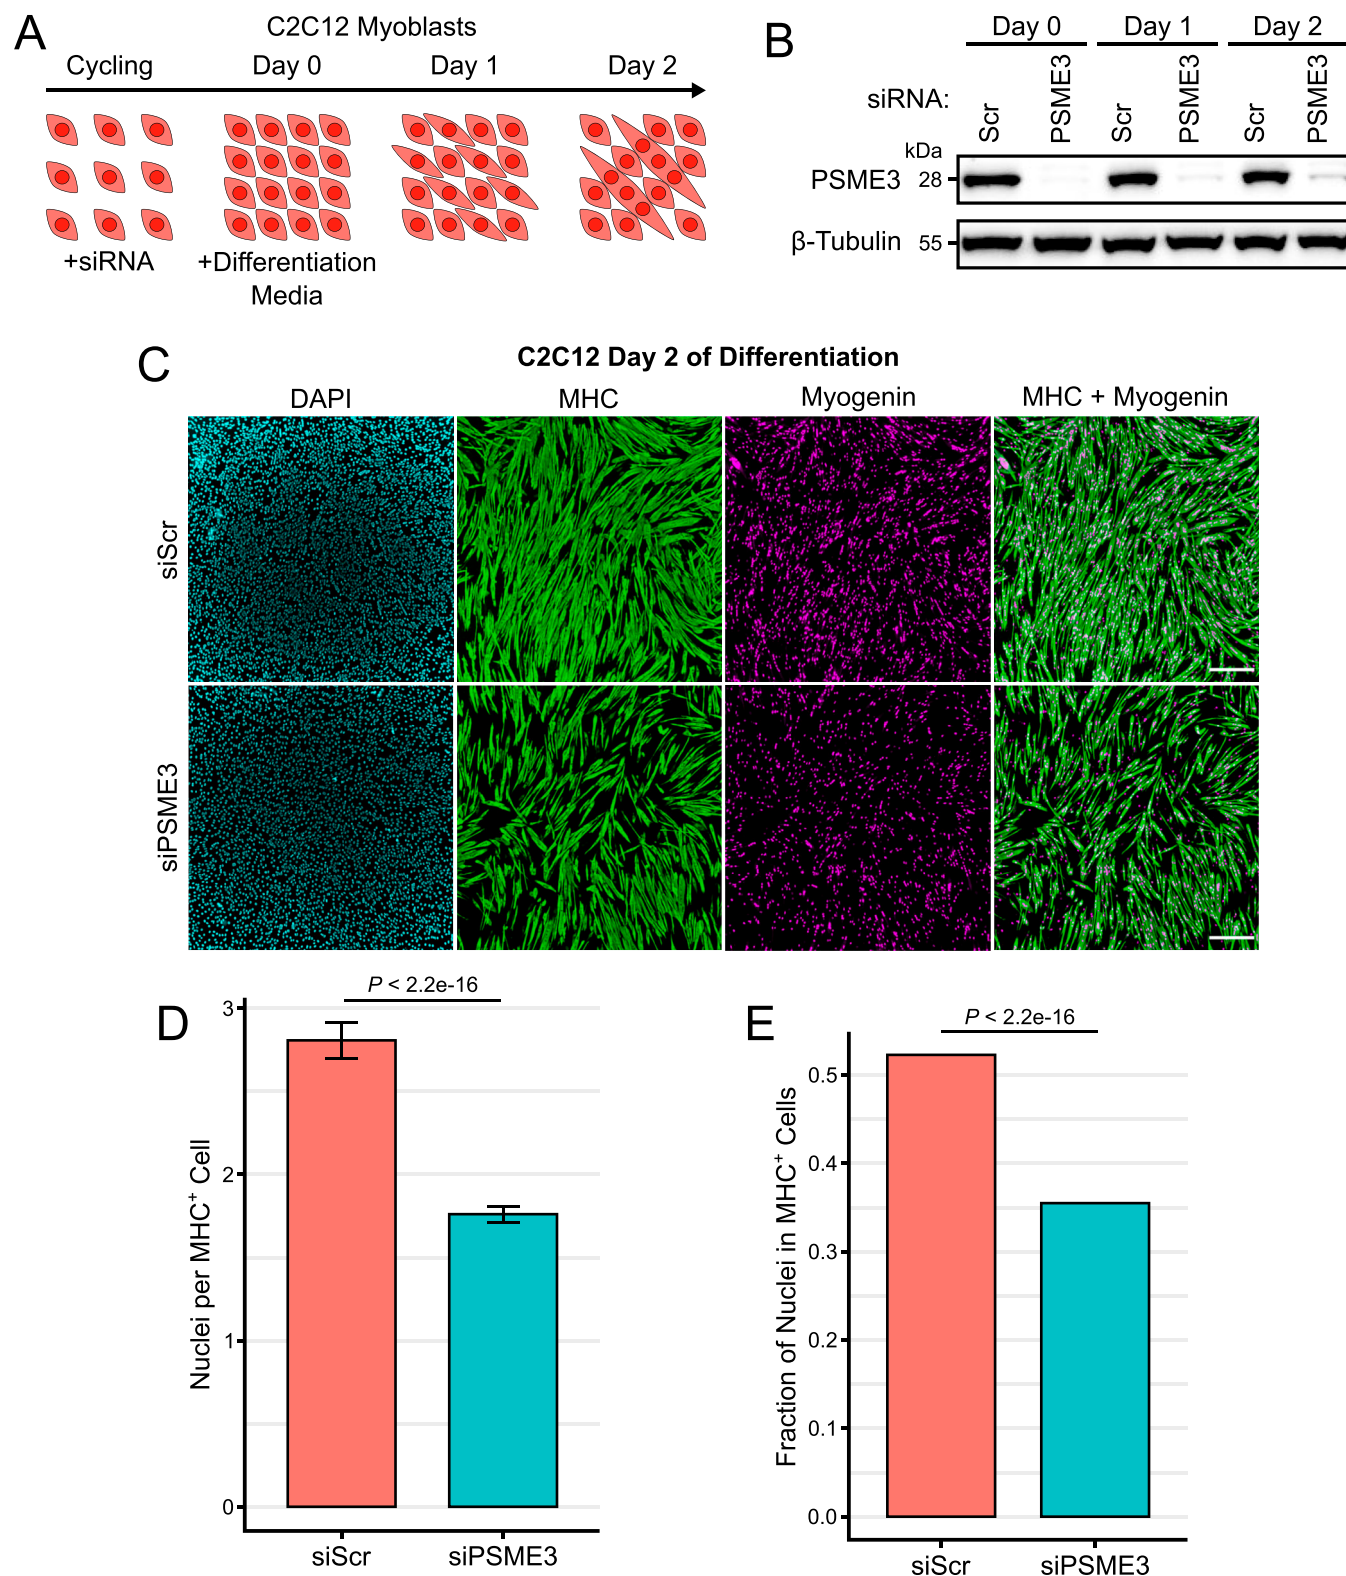 A
C2C12 Myoblasts
Cycling
Day 0
Day 1
Day 2
+siRNA
+Differentiation
Media
B
Day 0
Day 1
Day 2
siRNA:
Scr
PSME3
Scr
PSME3
Scr
PSME3
kDa
PSME3
28
β-Tubulin
55
C
C2C12 Day 2 of Differentiation
DAPI
MHC
Myogenin
MHC + Myogenin
siScr
siPSME3
D
P < 2.2e-16
Nuclei per MHC⁺ Cell
3
2
1
0
siScr
siPSME3
E
P < 2.2e-16
Fraction of Nuclei in MHC⁺ Cells
0.5
0.4
0.3
0.2
0.1
0.0
siScr
siPSME3